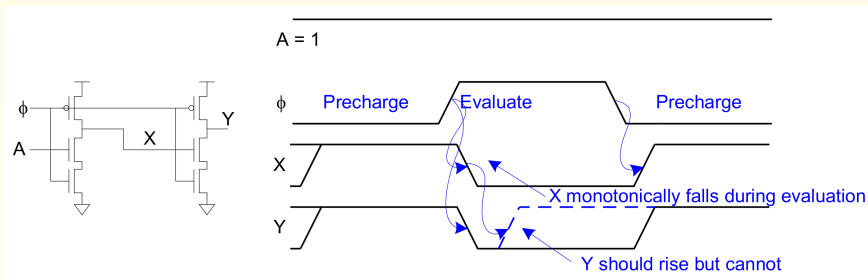 A = 1
ϕ Precharge Evaluate Precharge
ϕ
A X Y
X
X monotonically falls during evaluation
Y
Y should rise but cannot